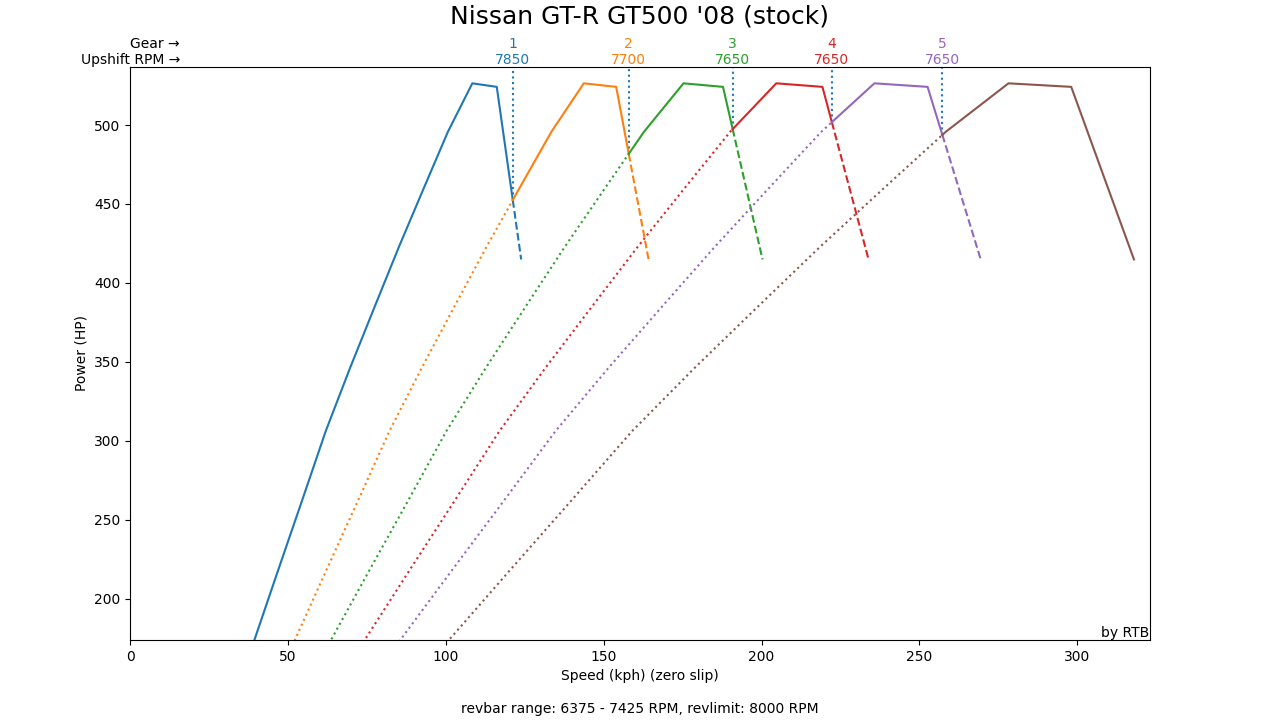 Nissan GT-R GT500 '08 (stock)
Gear → 1 2 3 4 5
Upshift RPM → 7850 7700 7650 7650 7650
500
450
400
350
300
250
200
Power (HP)
by RTB
0 50 100 150 200 250 300
Speed (kph) (zero slip)
revbar range: 6375 - 7425 RPM, revlimit: 8000 RPM